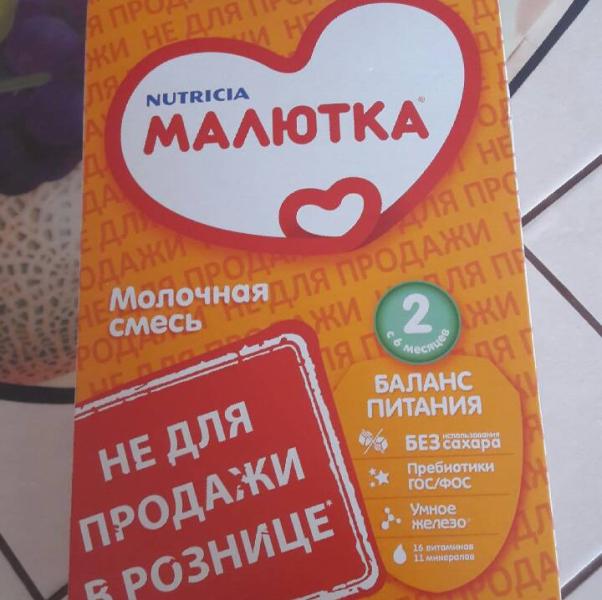 NUTRICIA
МАЛЮТКА®
Молочная
смесь
2
с 6 месяцев
БАЛАНС
ПИТАНИЯ
БЕЗ использования сахара
Пребиотики
ГОС/ФОС
Умное
железо*
16 витаминов
11 минералов
НЕ ДЛЯ
ПРОДАЖИ
В РОЗНИЦЕ*